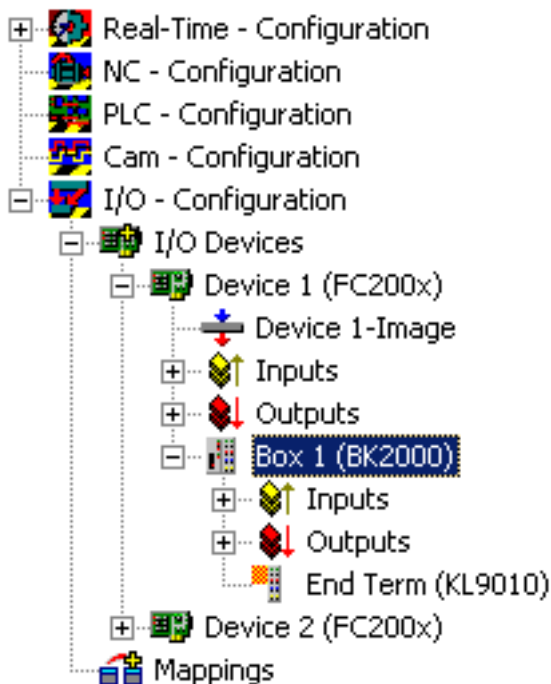 Real-Time - Configuration
NC - Configuration
PLC - Configuration
Cam - Configuration
I/O - Configuration
I/O Devices
Device 1 (FC200x)
Device 1-Image
Inputs
Outputs
Box 1 (BK2000)
Inputs
Outputs
End Term (KL9010)
Device 2 (FC200x)
Mappings